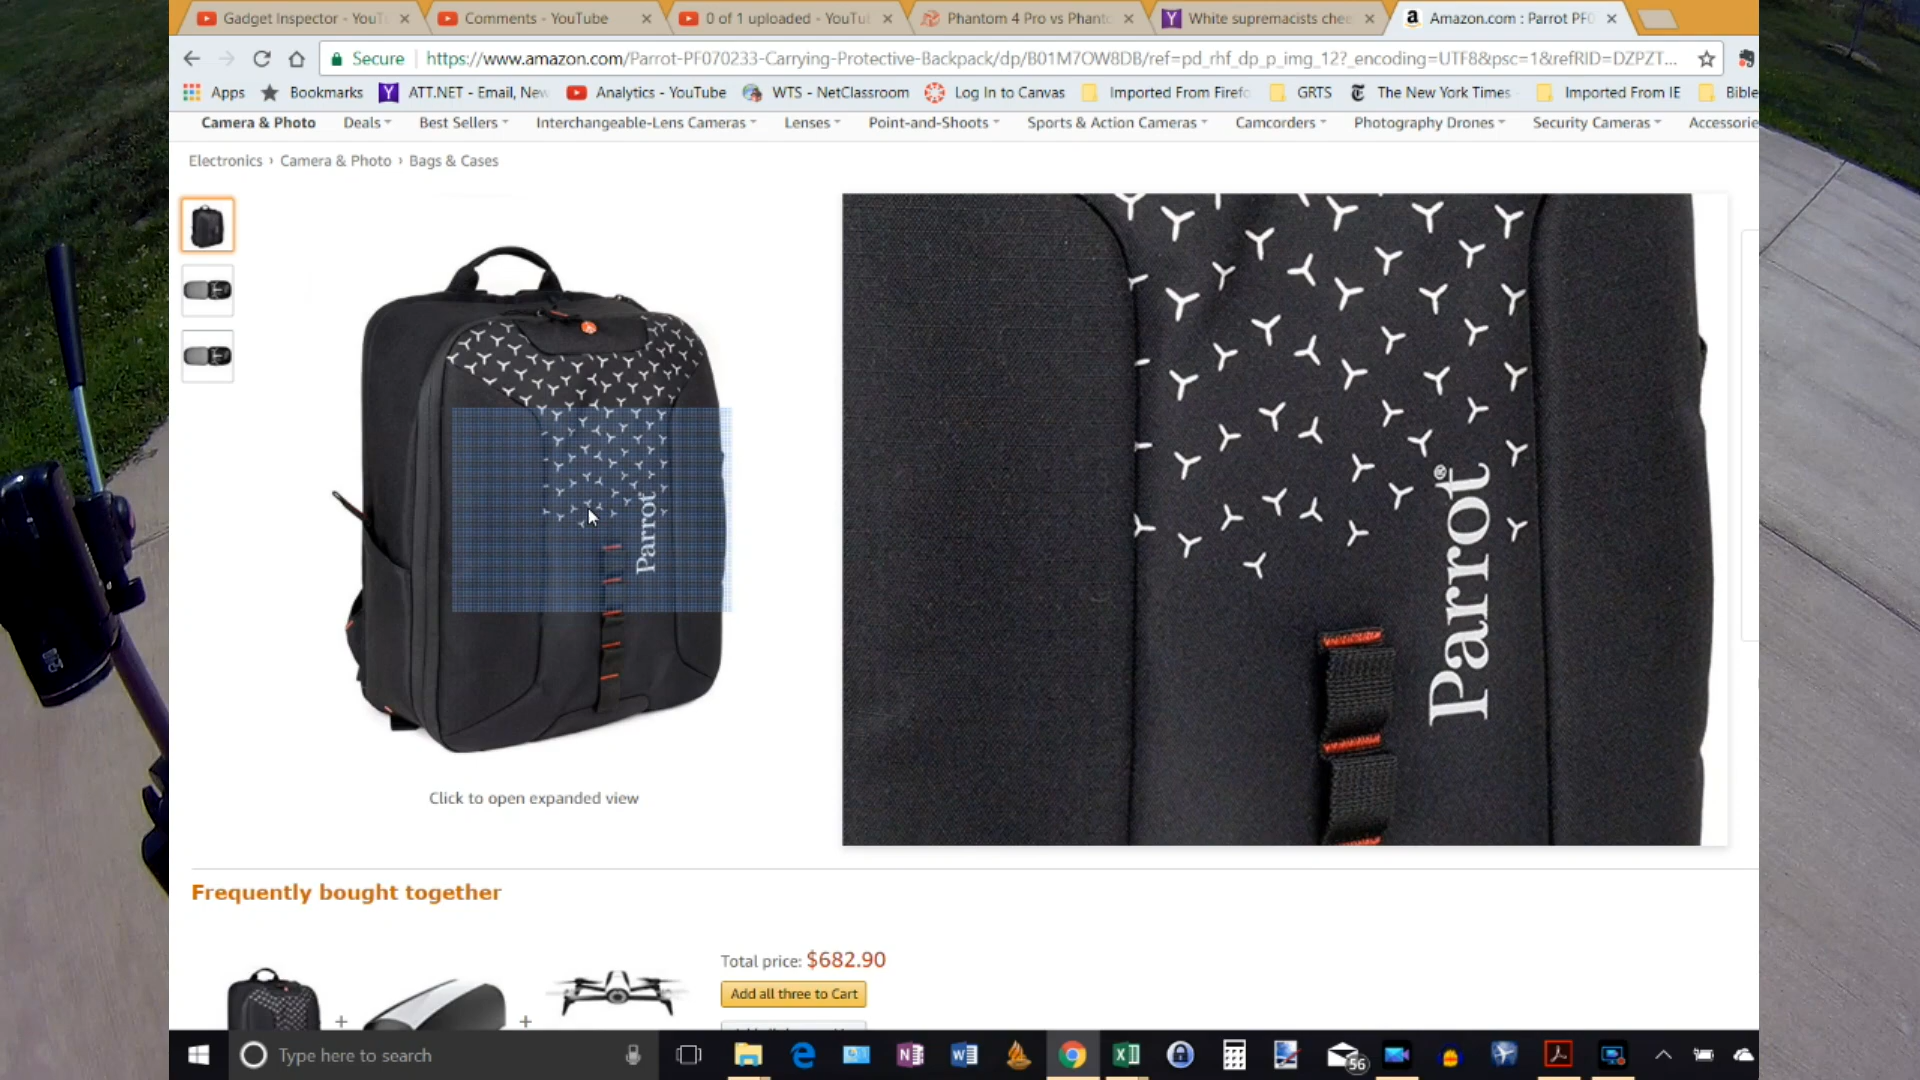 Gadget Inspector - YouT
Comments - YouTube
0 of 1 uploaded - YouTu
Phantom 4 Pro vs Phant
White supremacists chee
Amazon.com : Parrot PF0
Secure https://www.amazon.com/Parrot-PF070233-Carrying-Protective-Backpack/dp/B01M7OW8DB/ref=pd_rhf_dp_p_img_12?_encoding=UTF8&psc=1&refRID=DZPZT...
Apps Bookmarks ATT.NET - Email, New Analytics - YouTube WTS - NetClassroom Log In to Canvas Imported From Firefo GRTS The New York Times Imported From IE Bible
Camera & Photo Deals Best Sellers Interchangeable-Lens Cameras Lenses Point-and-Shoots Sports & Action Cameras Camcorders Photography Drones Security Cameras Accessorie
Electronics › Camera & Photo › Bags & Cases
Parrot
Parrot®
Click to open expanded view
Frequently bought together
Total price: $682.90
Add all three to Cart
Type here to search
56